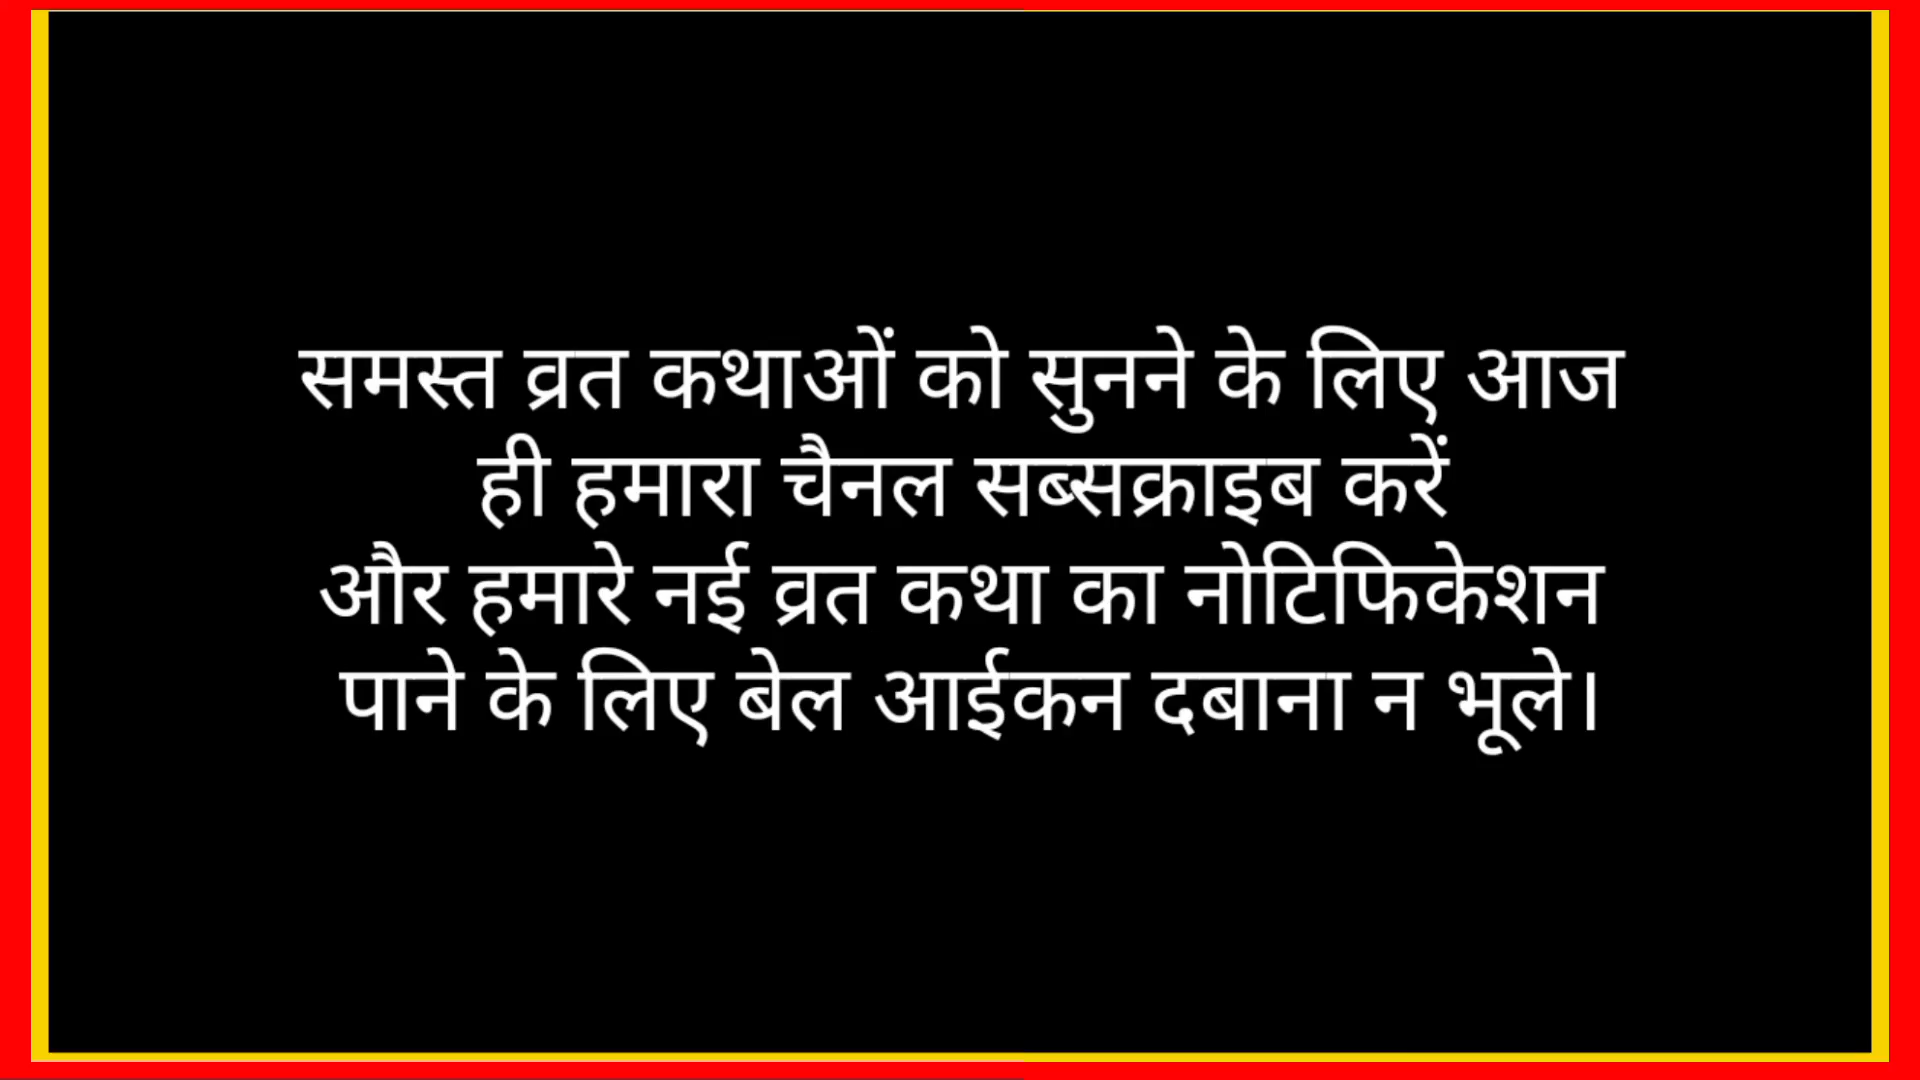 समस्त व्रत कथाओं को सुनने के लिए आज
ही हमारा चैनल सब्सक्राइब करें
और हमारे नई व्रत कथा का नोटिफिकेशन
पाने के लिए बेल आईकन दबाना न भूले।